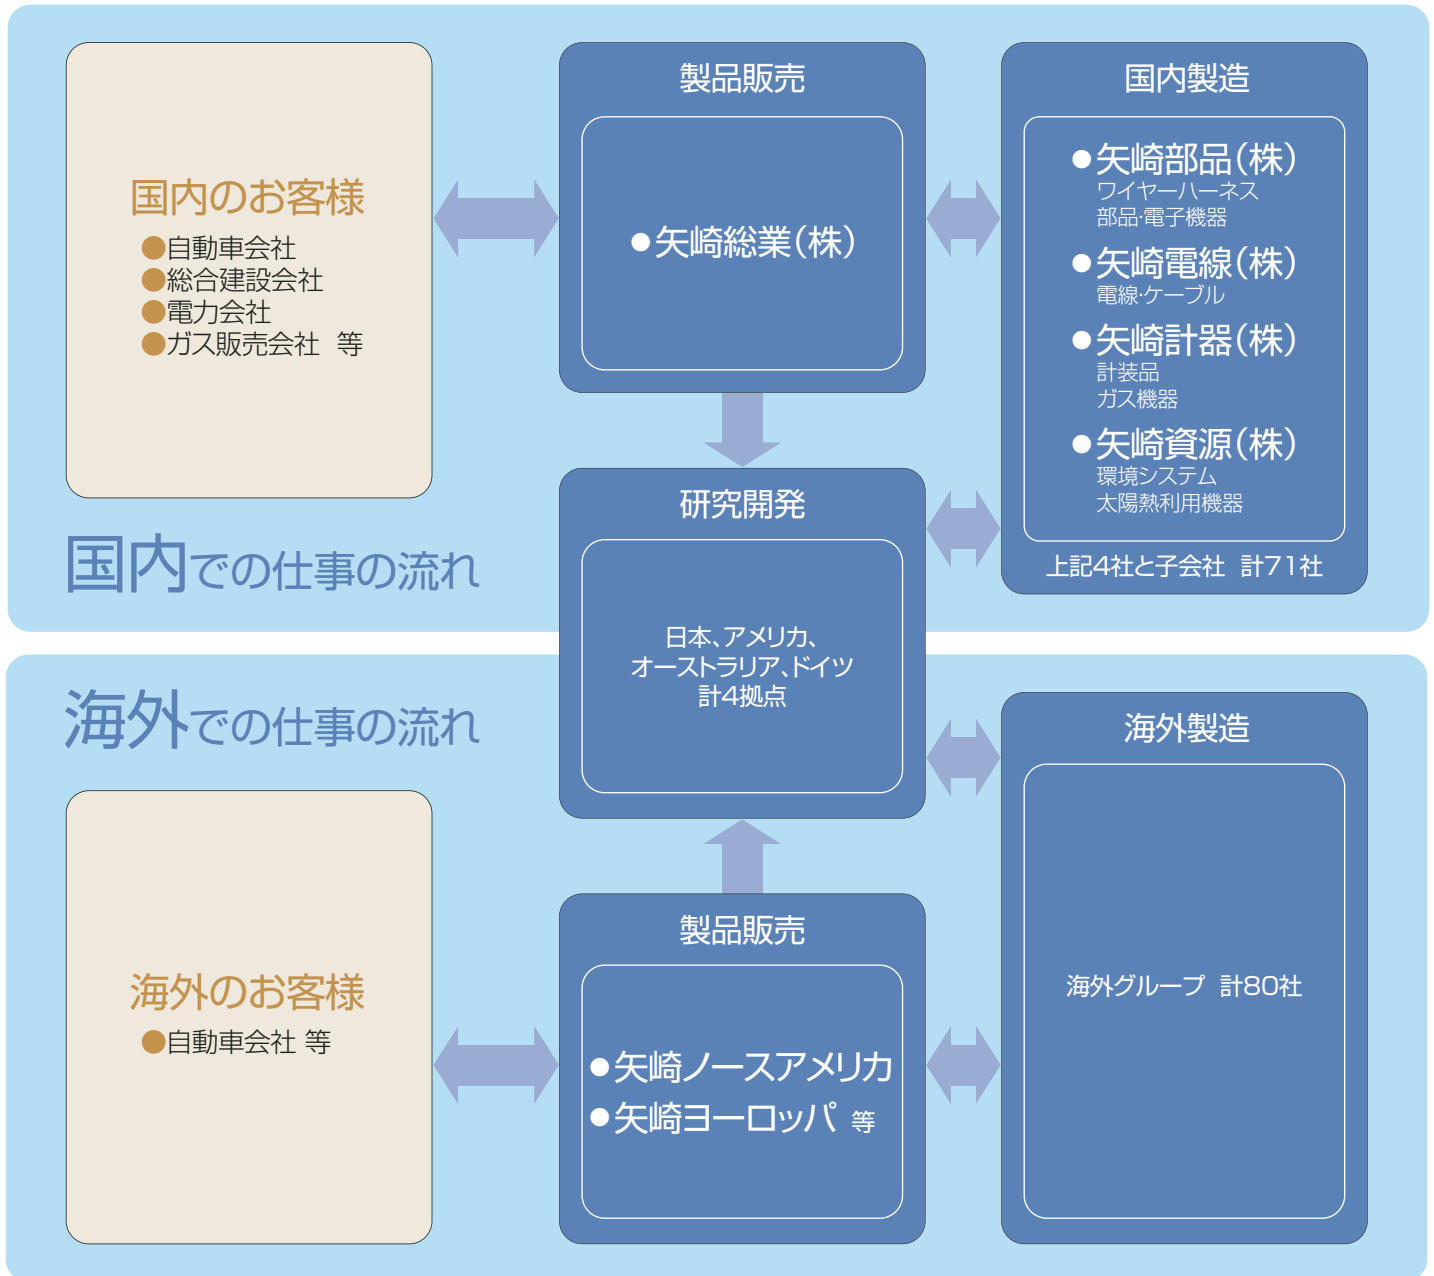 国内のお客様
●自動車会社
●総合建設会社
●電力会社
●ガス販売会社 等
製品販売
●矢崎総業(株)
国内製造
●矢崎部品(株)
ワイヤーハーネス
部品・電子機器
●矢崎電線(株)
電線・ケーブル
●矢崎計器(株)
計装品
ガス機器
●矢崎資源(株)
環境システム
太陽熱利用機器
上記4社と子会社 計71社
国内での仕事の流れ
研究開発
日本、アメリカ、
オーストラリア、ドイツ
計4拠点
海外での仕事の流れ
海外のお客様
●自動車会社 等
製品販売
●矢崎ノースアメリカ
●矢崎ヨーロッパ 等
海外製造
海外グループ 計80社